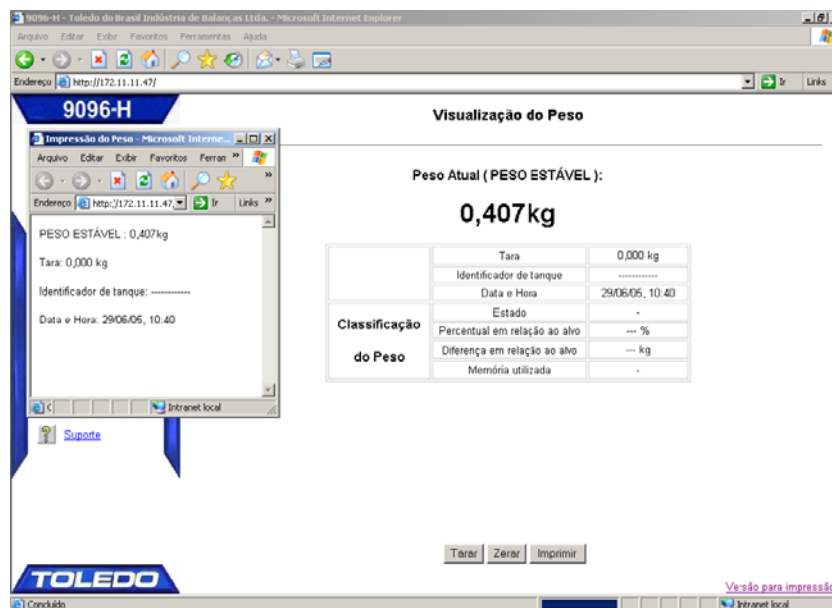 9096-H - Toledo do Brasil Indústria de Balanças Ltda. - Microsoft Internet Explorer
Arquivo Editar Exibir Favoritos Ferramentas Ajuda
Endereço http://172.11.11.47/ Ir Links
9096-H
Visualização do Peso
Impressão do Peso - Microsoft Interne...
Arquivo Editar Exibir Favoritos Ferran »
»
Endereço http://172.11.11.47, Ir Links »
PESO ESTÁVEL : 0,407kg
Tara: 0,000 kg
Identificador de tanque: ------------
Data e Hora: 29/06/05, 10:40
Intranet local
Peso Atual ( PESO ESTÁVEL ):
0,407kg
Tara 0,000 kg
Identificador de tanque ------------
Data e Hora 29/06/05, 10:40
Classificação do Peso
Estado -
Percentual em relação ao alvo --- %
Diferença em relação ao alvo --- kg
Memória utilizada -
Suporte
Tarar Zerar Imprimir
TOLEDO
Versão para impressão
Concluído Intranet local